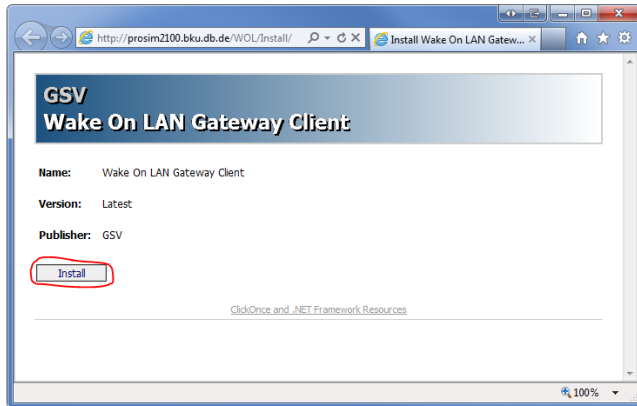 http://prosim2100.bku.db.de/WOL/Install/
Install Wake On LAN Gatew...
GSV
Wake On LAN Gateway Client
Name: Wake On LAN Gateway Client
Version: Latest
Publisher: GSV
Install
ClickOnce and .NET Framework Resources
100%